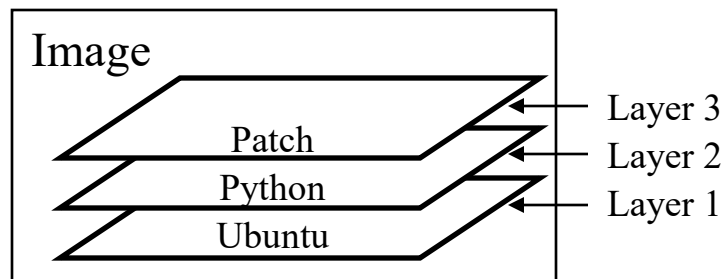 Image
Patch
Layer 3
Python
Layer 2
Ubuntu
Layer 1